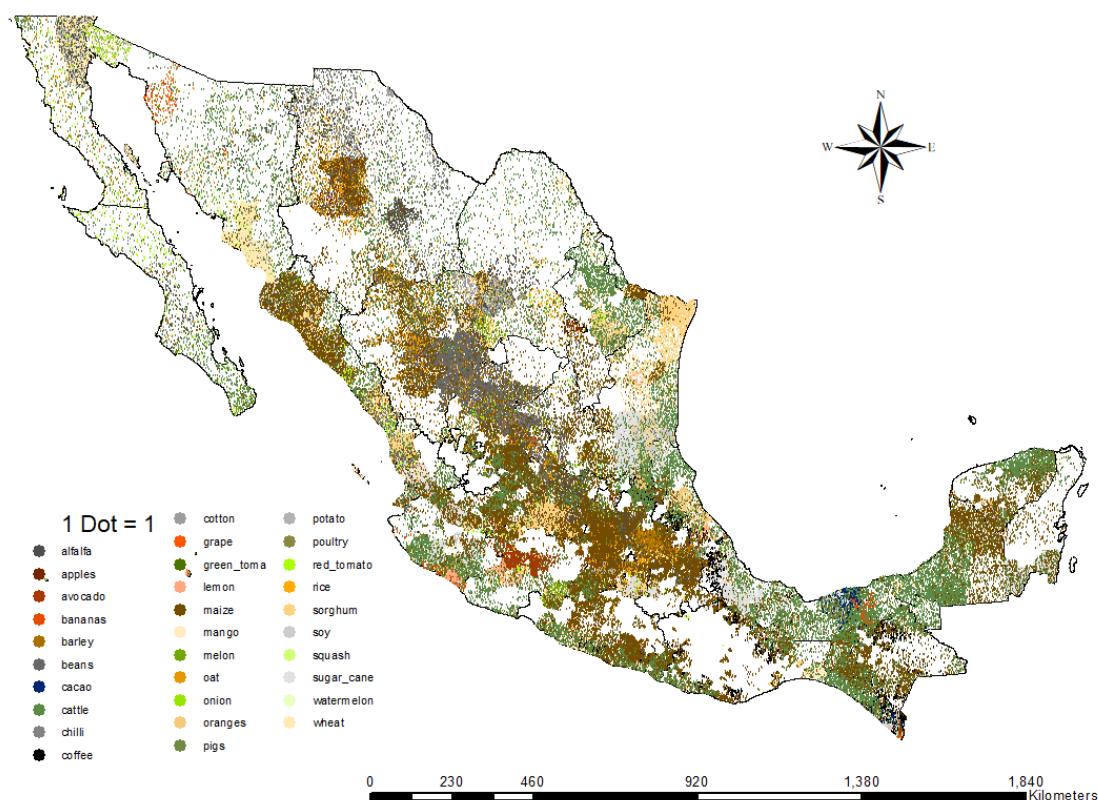 N
W E
S
1 Dot = 1
alfalfa
apples
avocado
bananas
barley
beans
cacao
cattle
chilli
coffee
cotton
grape
green_toma
lemon
maize
mango
melon
oat
onion
oranges
pigs
potato
poultry
red_tomato
rice
sorghum
soy
squash
sugar_cane
watermelon
wheat
0 230 460 920 1,380 1,840
Kilometers